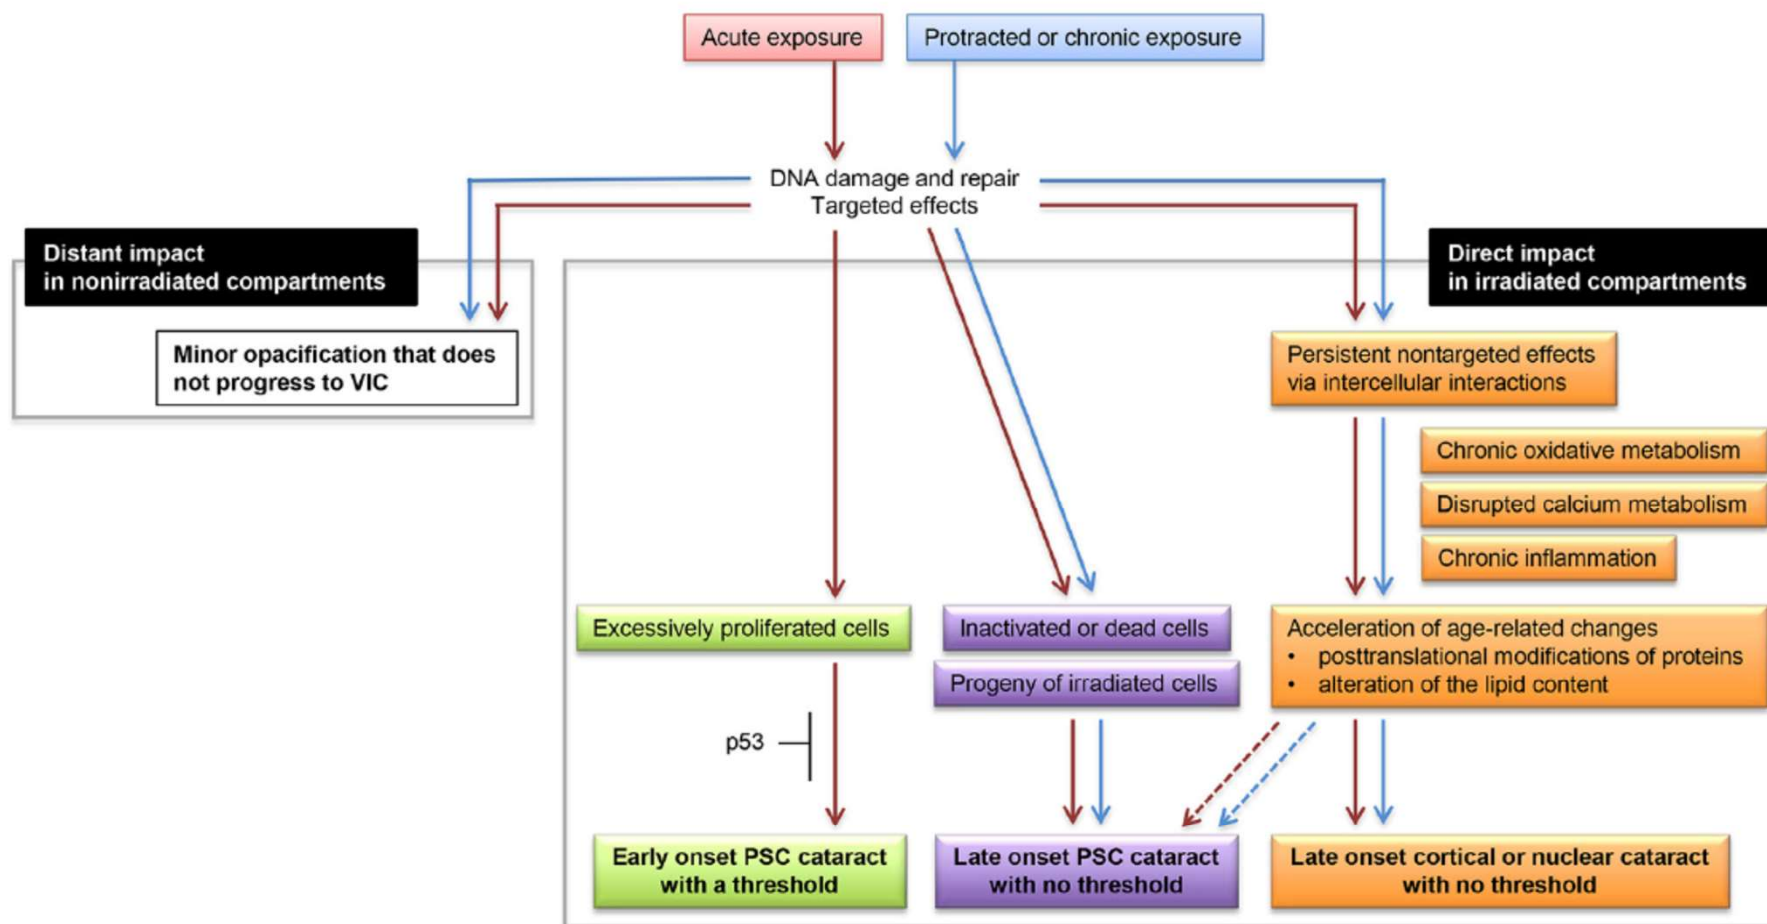 Acute exposure
Protracted or chronic exposure
DNA damage and repair
Targeted effects
Distant impact
in nonirradiated compartments
Minor opacification that does
not progress to VIC
Direct impact
in irradiated compartments
Persistent nontargeted effects
via intercellular interactions
Chronic oxidative metabolism
Disrupted calcium metabolism
Chronic inflammation
Excessively proliferated cells
Inactivated or dead cells
Progeny of irradiated cells
Acceleration of age-related changes
• posttranslational modifications of proteins
• alteration of the lipid content
p53
Early onset PSC cataract
with a threshold
Late onset PSC cataract
with no threshold
Late onset cortical or nuclear cataract
with no threshold